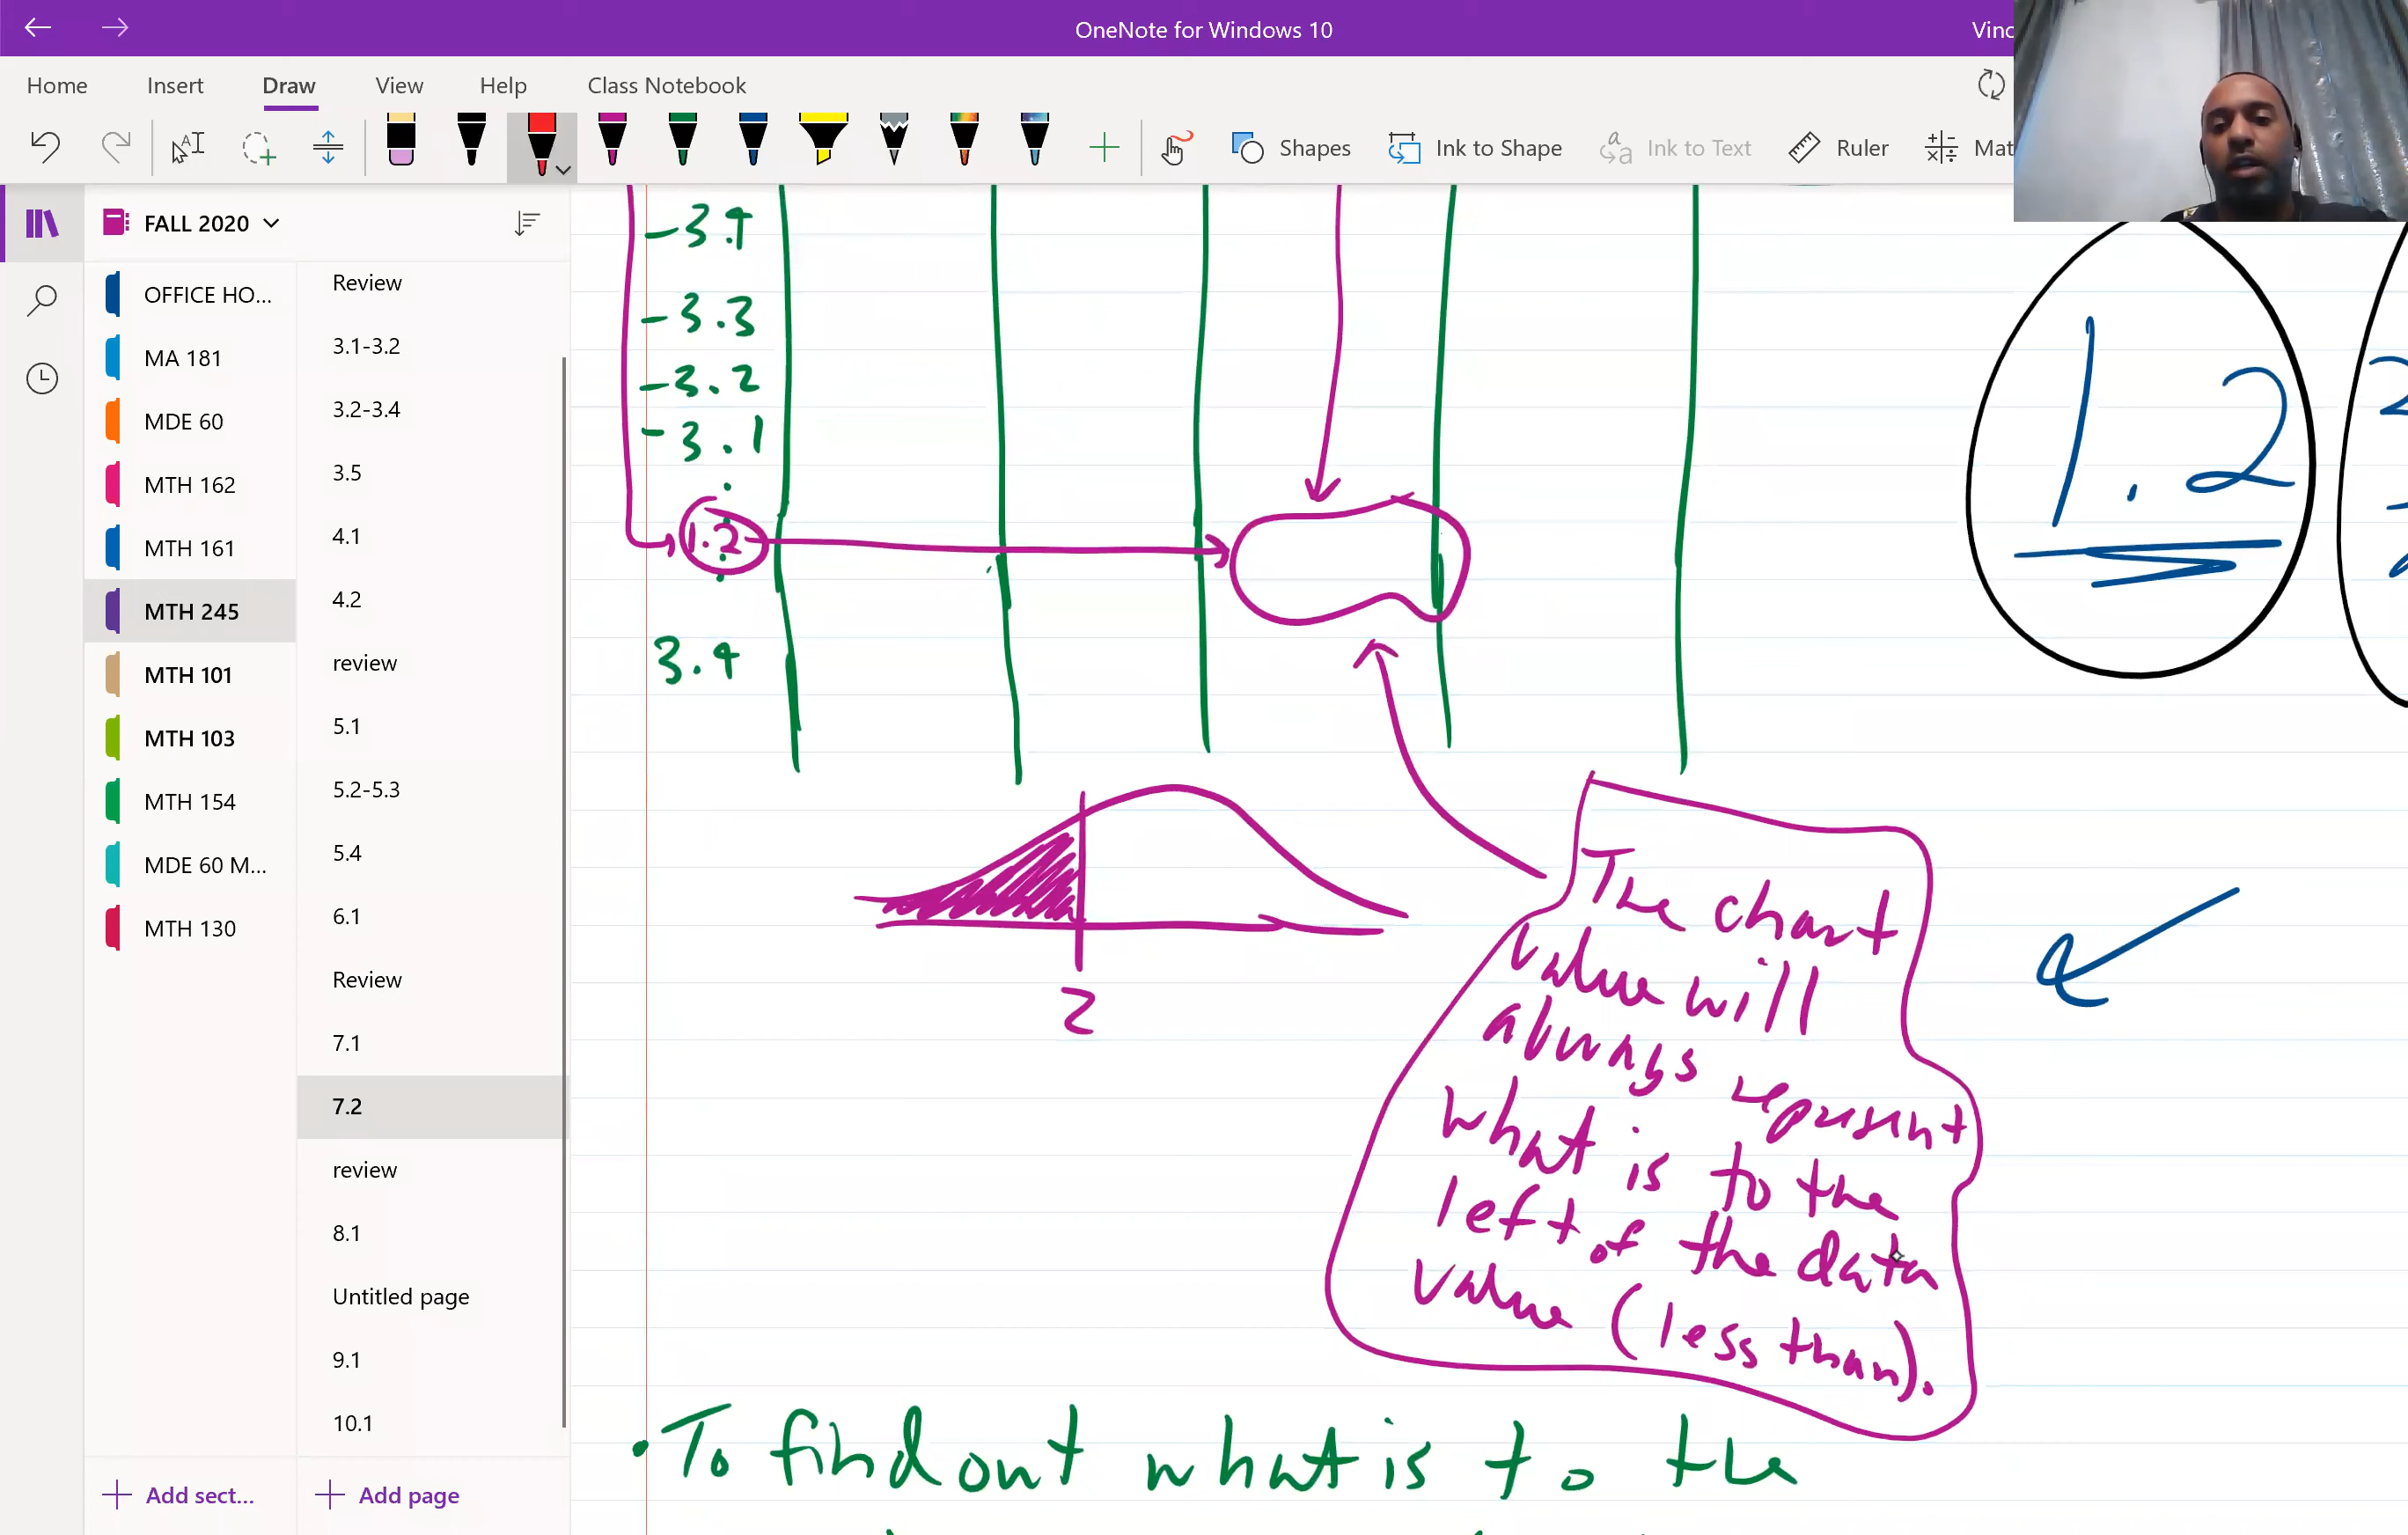 OneNote for Windows 10
Vinc
Home Insert Draw View Help Class Notebook
Shapes Ink to Shape Ink to Text Ruler Mat
FALL 2020
OFFICE HO...
MA 181
MDE 60
MTH 162
MTH 161
MTH 245
MTH 101
MTH 103
MTH 154
MDE 60 M...
MTH 130
Add sect...
Review
3.1-3.2
3.2-3.4
3.5
4.1
4.2
review
5.1
5.2-5.3
5.4
6.1
Review
7.1
7.2
review
8.1
Untitled page
9.1
10.1
Add page
-3.4
-3.3
-3.2
-3.1
1.2
3.4
1.2
z
The chart
value will
always represent
what is to the
left of the data
value (less than).
• To find out what is to the